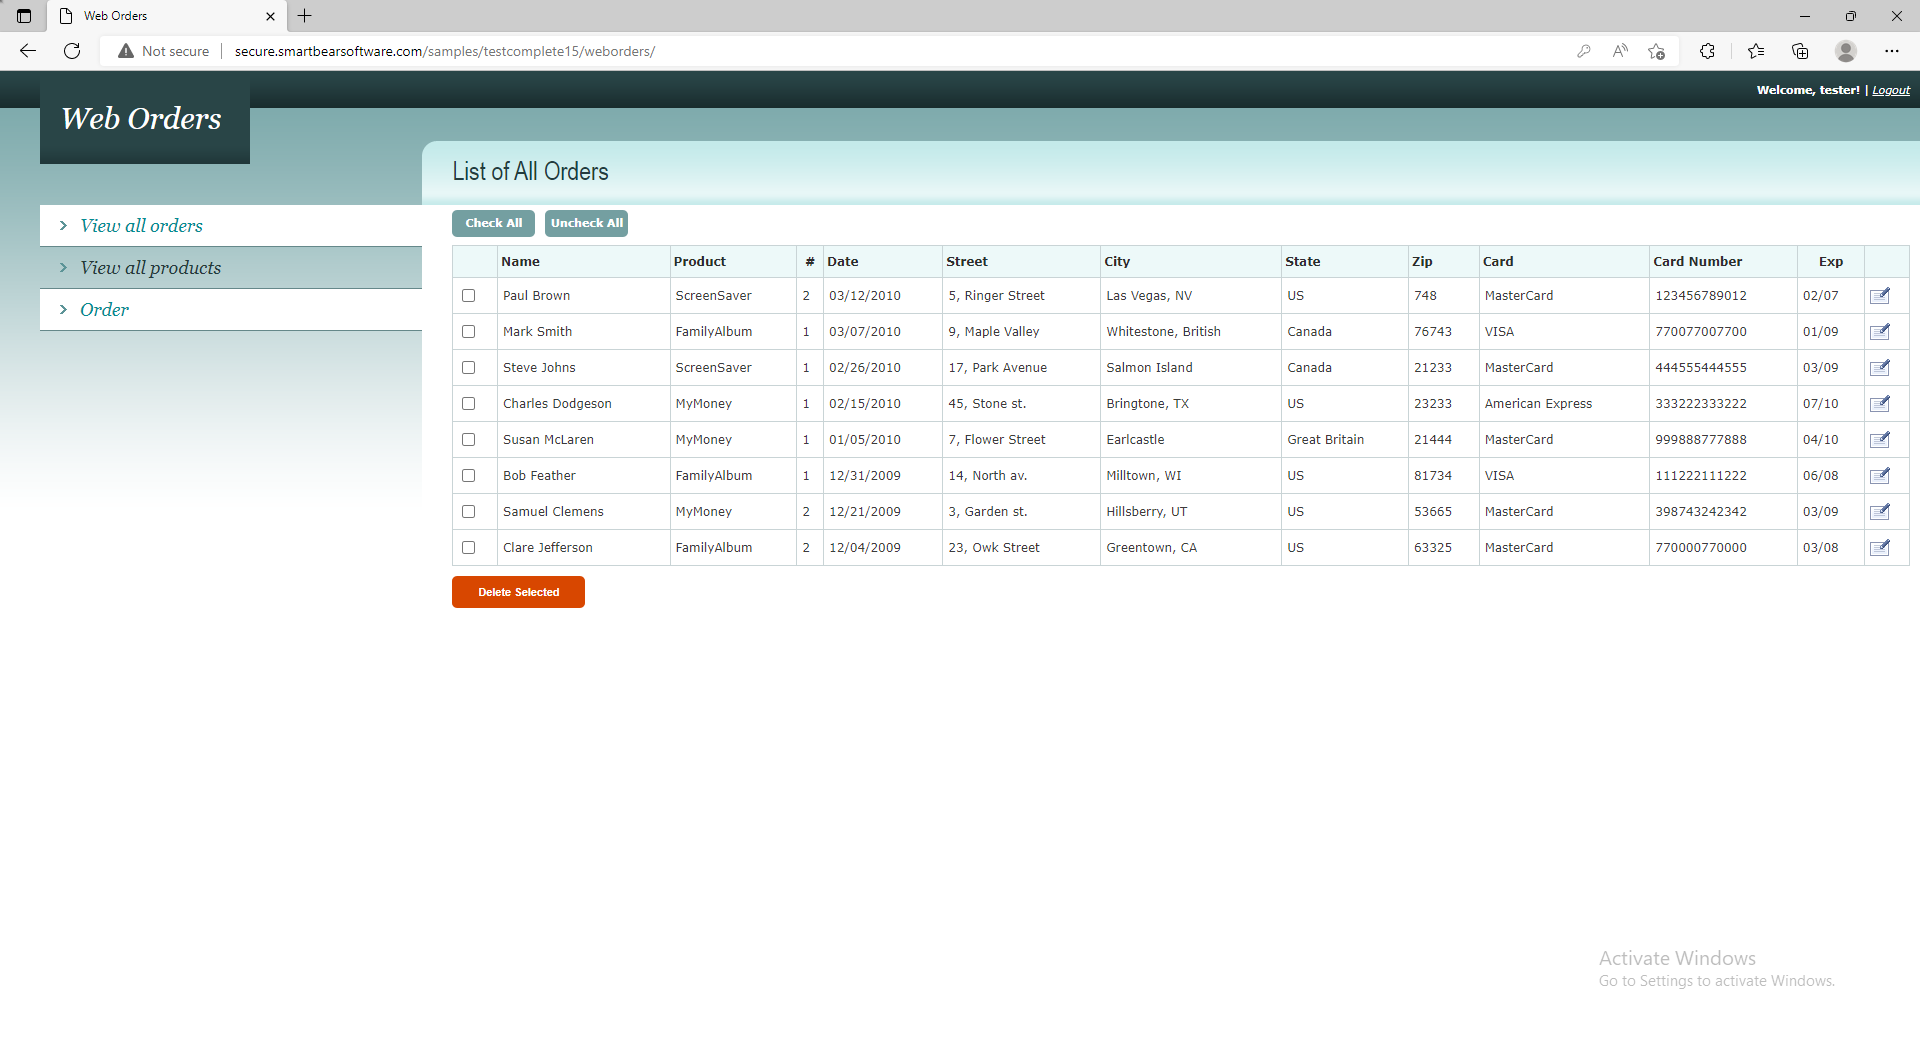 Web Orders
Not secure
secure.smartbearsoftware.com/samples/testcomplete15/weborders/
Welcome, tester! | Logout
Web Orders
List of All Orders
View all orders
View all products
Order
Check All Uncheck All
Name Product # Date Street City State Zip Card Card Number Exp
Paul Brown ScreenSaver 2 03/12/2010 5, Ringer Street Las Vegas, NV US 748 MasterCard 123456789012 02/07
Mark Smith FamilyAlbum 1 03/07/2010 9, Maple Valley Whitestone, British Canada 76743 VISA 770077007700 01/09
Steve Johns ScreenSaver 1 02/26/2010 17, Park Avenue Salmon Island Canada 21233 MasterCard 444555444555 03/09
Charles Dodgeson MyMoney 1 02/15/2010 45, Stone st. Bringtone, TX US 23233 American Express 333222333222 07/10
Susan McLaren MyMoney 1 01/05/2010 7, Flower Street Earlcastle Great Britain 21444 MasterCard 999888777888 04/10
Bob Feather FamilyAlbum 1 12/31/2009 14, North av. Milltown, WI US 81734 VISA 111222111222 06/08
Samuel Clemens MyMoney 2 12/21/2009 3, Garden st. Hillsberry, UT US 53665 MasterCard 398743242342 03/09
Clare Jefferson FamilyAlbum 2 12/04/2009 23, Owk Street Greentown, CA US 63325 MasterCard 770000770000 03/08
Delete Selected
Activate Windows
Go to Settings to activate Windows.